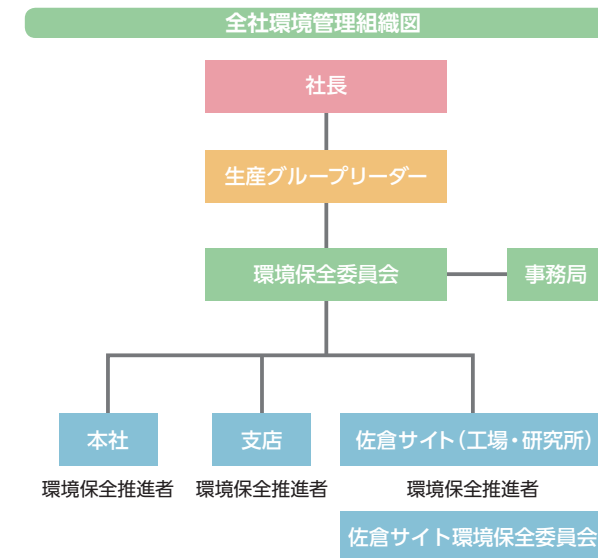 全社環境管理組織図
社長
生産グループリーダー
環境保全委員会
事務局
本社
支店
佐倉サイト(工場・研究所)
環境保全推進者
環境保全推進者
環境保全推進者
佐倉サイト環境保全委員会